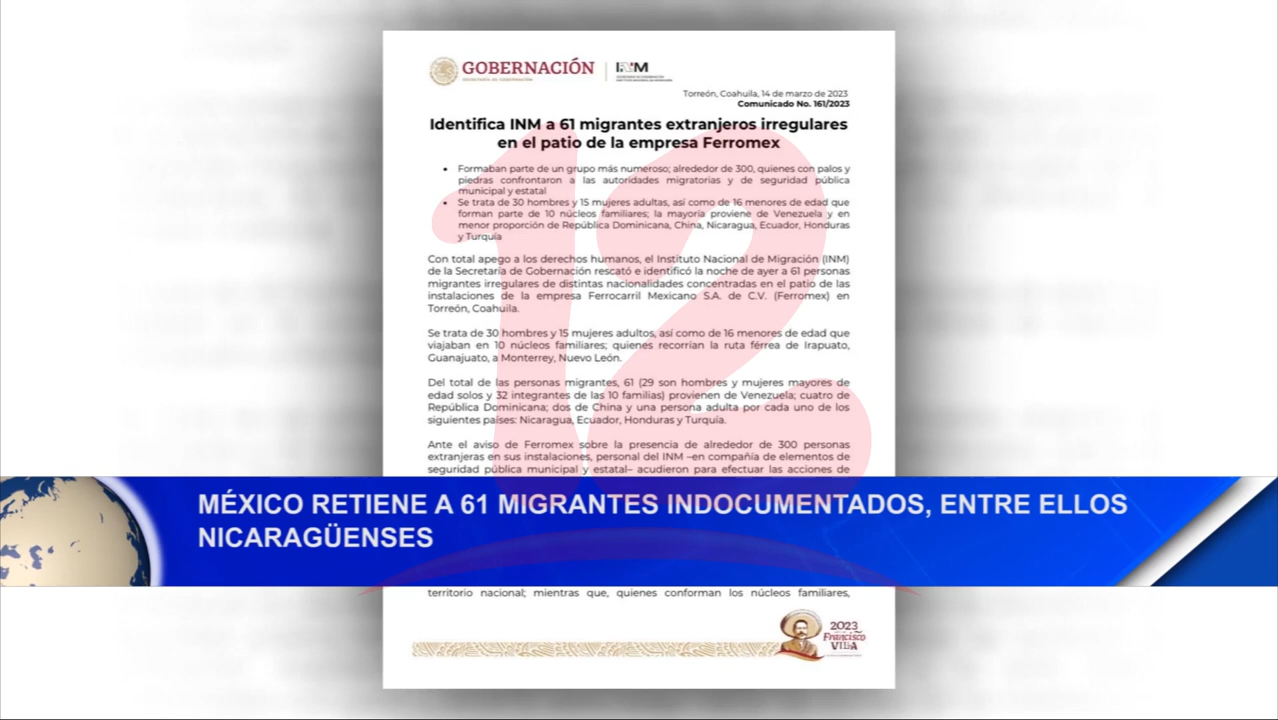 GOBERNACIÓN
SECRETARÍA DE GOBERNACIÓN
INM
Torreón, Coahuila, 14 de marzo de 2023
Comunicado No. 161/2023
Identifica INM a 61 migrantes extranjeros irregulares
en el patio de la empresa Ferromex
• Formaban parte de un grupo más numeroso; alrededor de 300, quienes con palos y
piedras confrontaron a las autoridades migratorias y de seguridad pública
municipal y estatal
• Se trata de 30 hombres y 15 mujeres adultas, así como de 16 menores de edad que
forman parte de 10 núcleos familiares; la mayoría proviene de Venezuela y en
menor proporción de República Dominicana, China, Nicaragua, Ecuador, Honduras
y Turquía
Con total apego a los derechos humanos, el Instituto Nacional de Migración (INM)
de la Secretaría de Gobernación rescató e identificó la noche de ayer a 61 personas
migrantes irregulares de distintas nacionalidades concentradas en el patio de las
instalaciones de la empresa Ferrocarril Mexicano S.A. de C.V. (Ferromex) en
Torreón, Coahuila.
Se trata de 30 hombres y 15 mujeres adultos, así como de 16 menores de edad que
viajaban en 10 núcleos familiares; quienes recorrían la ruta férrea de Irapuato,
Guanajuato, a Monterrey, Nuevo León.
Del total de las personas migrantes, 61 (29 son hombres y mujeres mayores de
edad solos y 32 integrantes de las 10 familias) provienen de Venezuela; cuatro de
República Dominicana; dos de China y una persona adulta por cada uno de los
siguientes países: Nicaragua, Ecuador, Honduras y Turquía.
Ante el aviso de Ferromex sobre la presencia de alrededor de 300 personas
extranjeras en sus instalaciones, personal del INM –en compañía de elementos de
seguridad pública municipal y estatal– acudieron para efectuar las acciones de
12
MÉXICO RETIENE A 61 MIGRANTES INDOCUMENTADOS, ENTRE ELLOS
NICARAGÜENSES
territorio nacional; mientras que, quienes conforman los núcleos familiares,
2023
Francisco
VILLA